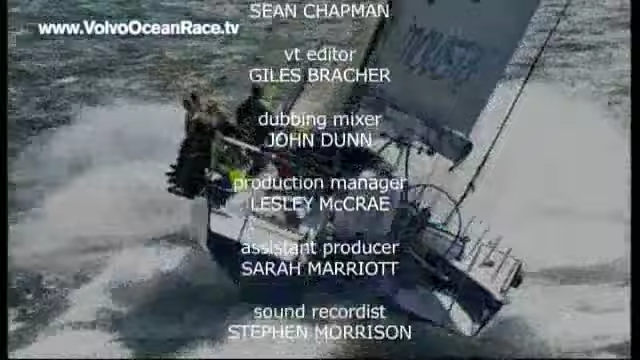 SEAN CHAPMAN
www.VolvoOceanRace.tv
vt editor
GILES BRACHER
dubbing mixer
JOHN DUNN
production manager
LESLEY McCRAE
assistant producer
SARAH MARRIOTT
sound recordist
STEPHEN MORRISON